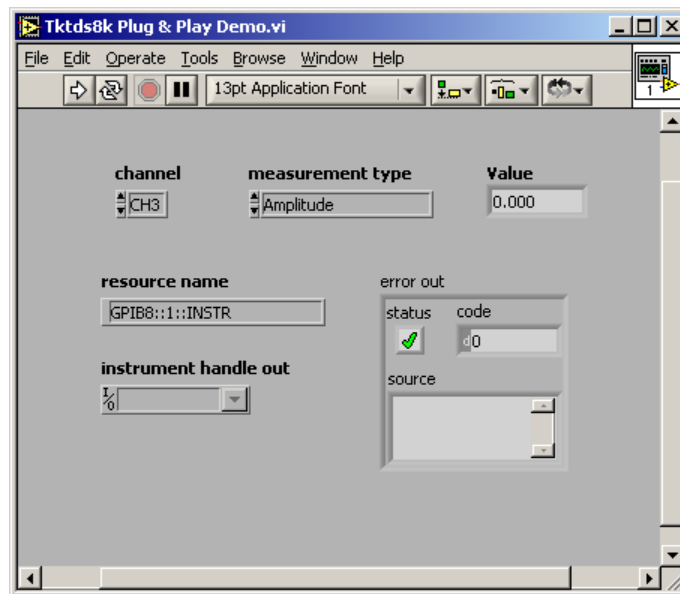 Tktds8k Plug & Play Demo.vi
File Edit Operate Tools Browse Window Help
13pt Application Font
1
channel measurement type Value
CH3 Amplitude 0.000
resource name error out
GPIB8::1::INSTR
status code
d0
instrument handle out
I/0
source